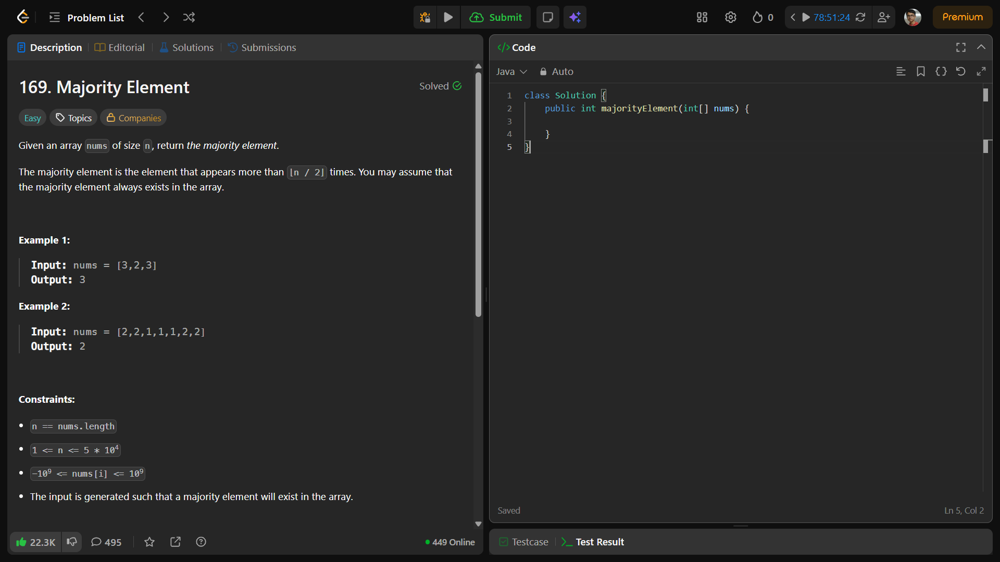 Problem List
Submit
0
78:51:24
Premium
Description
Editorial
Solutions
Submissions
169. Majority Element
Solved
Easy
Topics
Companies
Given an array nums of size n, return the majority element.
The majority element is the element that appears more than ⌊n / 2⌋ times. You may assume that
the majority element always exists in the array.
Example 1:
Input: nums = [3,2,3]
Output: 3
Example 2:
Input: nums = [2,2,1,1,1,2,2]
Output: 2
Constraints:
• n == nums.length
• 1 <= n <= 5 * 10⁴
• −10⁹ <= nums[i] <= 10⁹
• The input is generated such that a majority element will exist in the array.
22.3K
495
449 Online
</> Code
Java
Auto
1 class Solution {
2     public int majorityElement(int[] nums) {
3
4     }
5 }
Saved
Ln 5, Col 2
Testcase
Test Result